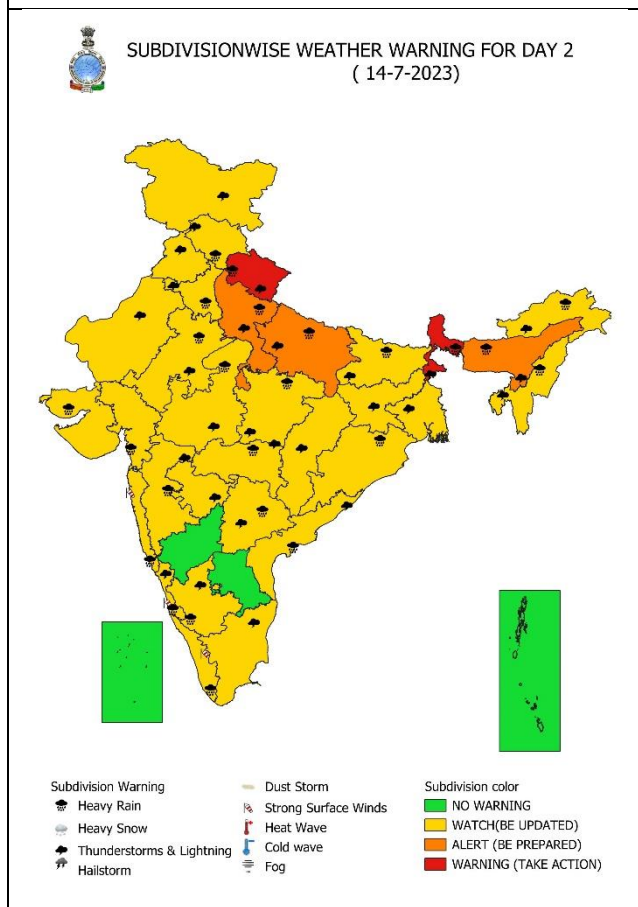 SUBDIVISIONWISE WEATHER WARNING FOR DAY 2
( 14-7-2023)
Subdivision Warning
Heavy Rain
Heavy Snow
Thunderstorms & Lightning
Hailstorm
Dust Storm
Strong Surface Winds
Heat Wave
Cold wave
Fog
Subdivision color
NO WARNING
WATCH(BE UPDATED)
ALERT (BE PREPARED)
WARNING (TAKE ACTION)